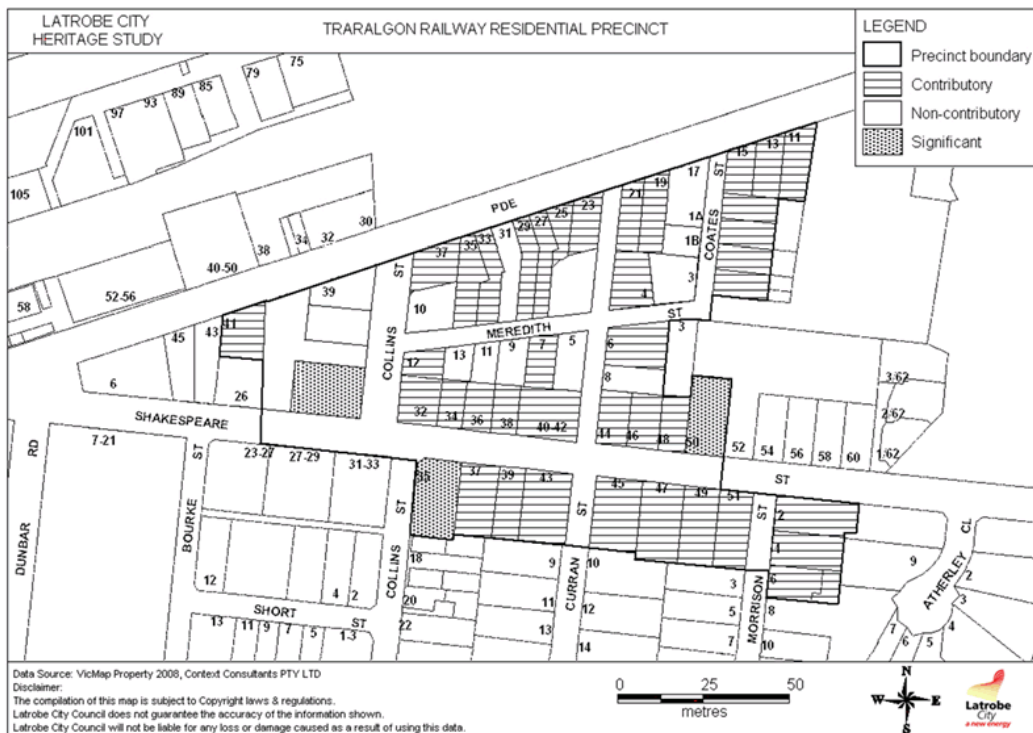 LATROBE CITY
HERITAGE STUDY
TRARALGON RAILWAY RESIDENTIAL PRECINCT
LEGEND
Precinct boundary
Contributory
Non-contributory
Significant
75
79
85
89
93
97
101
105
11
13
15
17
19
21
23
25
27
29
31
33
35
37
PDE
ST
COATES
1A
1B
3
30
32
34
38
40-50
52-56
58
39
ST
10
COLLINS
41
43
45
6
26
4
MEREDITH
ST
3
12
13
11
9
7
5
6
8
32
34
36
38
40-42
44
46
48
50
52
54
56
58
60
1/62
2/62
3/62
SHAKESPEARE
ST
7-21
RD
DUNBAR
ST
BOURKE
23-27
27-29
31-33
35
37
39
43
45
47
49
51
ST
COLLINS
ST
CURRAN
ST
MORRISON
2
6
8
10
18
20
22
9
11
13
10
12
14
3
5
7
12
4
2
SHORT
ST
13
11
9
7
5
1-3
9
CL
ATHERLEY
2
3
4
5
6
7
Data Source: VicMap Property 2008, Context Consultants PTY LTD
Disclaimer:
The compilation of this map is subject to Copyright laws & regulations.
Latrobe City Council does not guarantee the accuracy of the information shown.
Latrobe City Council will not be liable for any loss or damage caused as a result of using this data.
0 25 50
metres
N
W E
S
Latrobe
City
a new energy